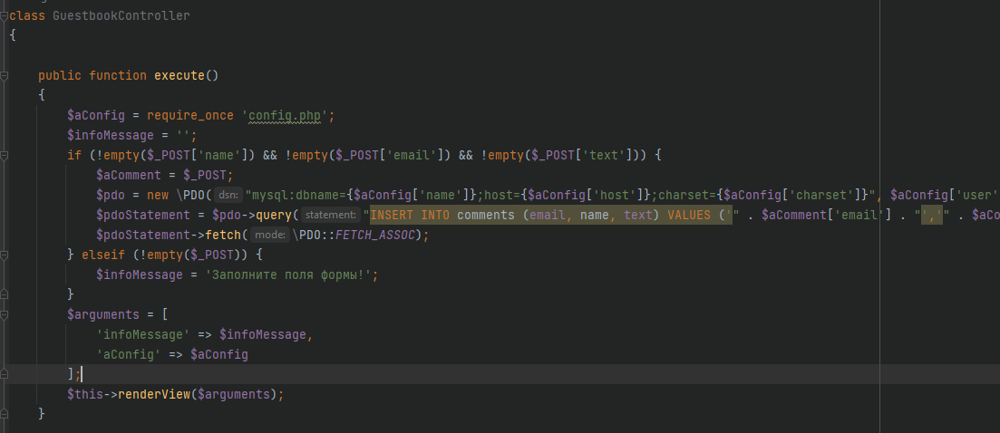 class GuestbookController
{
public function execute()
{
$aConfig = require_once 'config.php';
$infoMessage = '';
if (!empty($_POST['name']) && !empty($_POST['email']) && !empty($_POST['text'])) {
$aComment = $_POST;
$pdo = new \PDO( dsn: "mysql:dbname={$aConfig['name']};host={$aConfig['host']};charset={$aConfig['charset']}", $aConfig['user'
$pdoStatement = $pdo->query( statement: "INSERT INTO comments (email, name, text) VALUES ('" . $aComment['email'] . "','" . $aCo
$pdoStatement->fetch( mode: \PDO::FETCH_ASSOC);
} elseif (!empty($_POST)) {
$infoMessage = 'Заполните поля формы!';
}
$arguments = [
'infoMessage' => $infoMessage,
'aConfig' => $aConfig
];
$this->renderView($arguments);
}